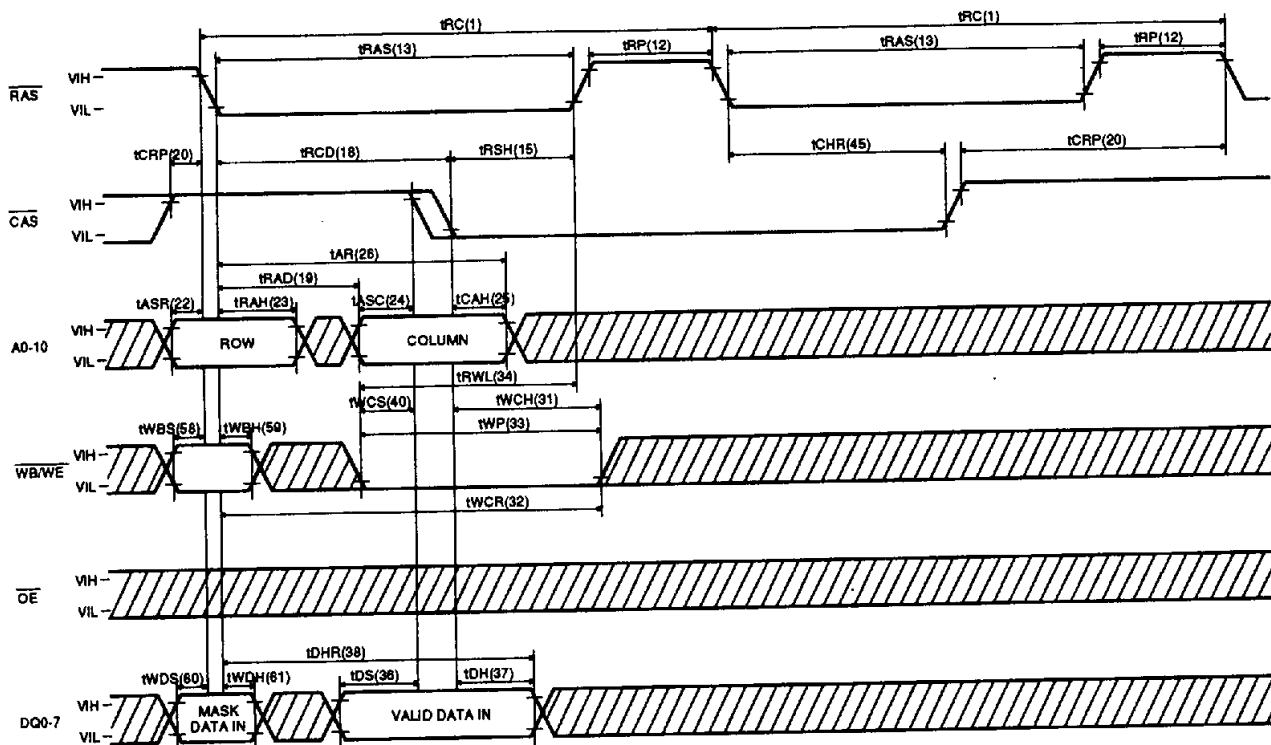 tRC(1) tRC(1)
tRAS(13) tRP(12) tRAS(13) tRP(12)
RAS VIH VIL
tCRP(20) tRCD(18) tRSH(15) tCHR(45) tCRP(20)
CAS VIH VIL
tAR(26)
tRAD(19)
tASR(22) tRAH(23) tASC(24) tCAH(25)
A0-10 VIH VIL ROW COLUMN
tRWL(34)
tWCS(40) tWCH(31)
tWBS(58) tWBH(59) tWP(33)
WB/WE VIH VIL
tWCR(32)
OE VIH VIL
tDHR(38)
tWDS(60) tWDH(61) tDS(36) tDH(37)
DQ0-7 VIH VIL MASK DATA IN VALID DATA IN